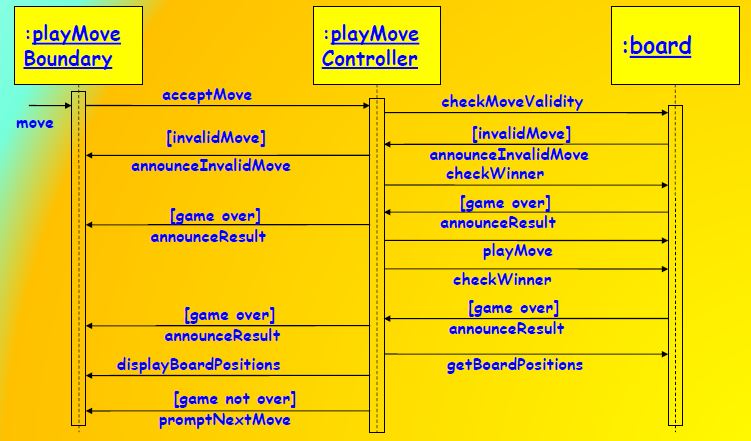 :playMove
Boundary
:playMove
Controller
:board
move
acceptMove
checkMoveValidity
[invalidMove]
announceInvalidMove
[invalidMove]
announceInvalidMove
checkWinner
[game over]
announceResult
[game over]
announceResult
playMove
checkWinner
[game over]
announceResult
[game over]
announceResult
getBoardPositions
displayBoardPositions
[game not over]
promptNextMove